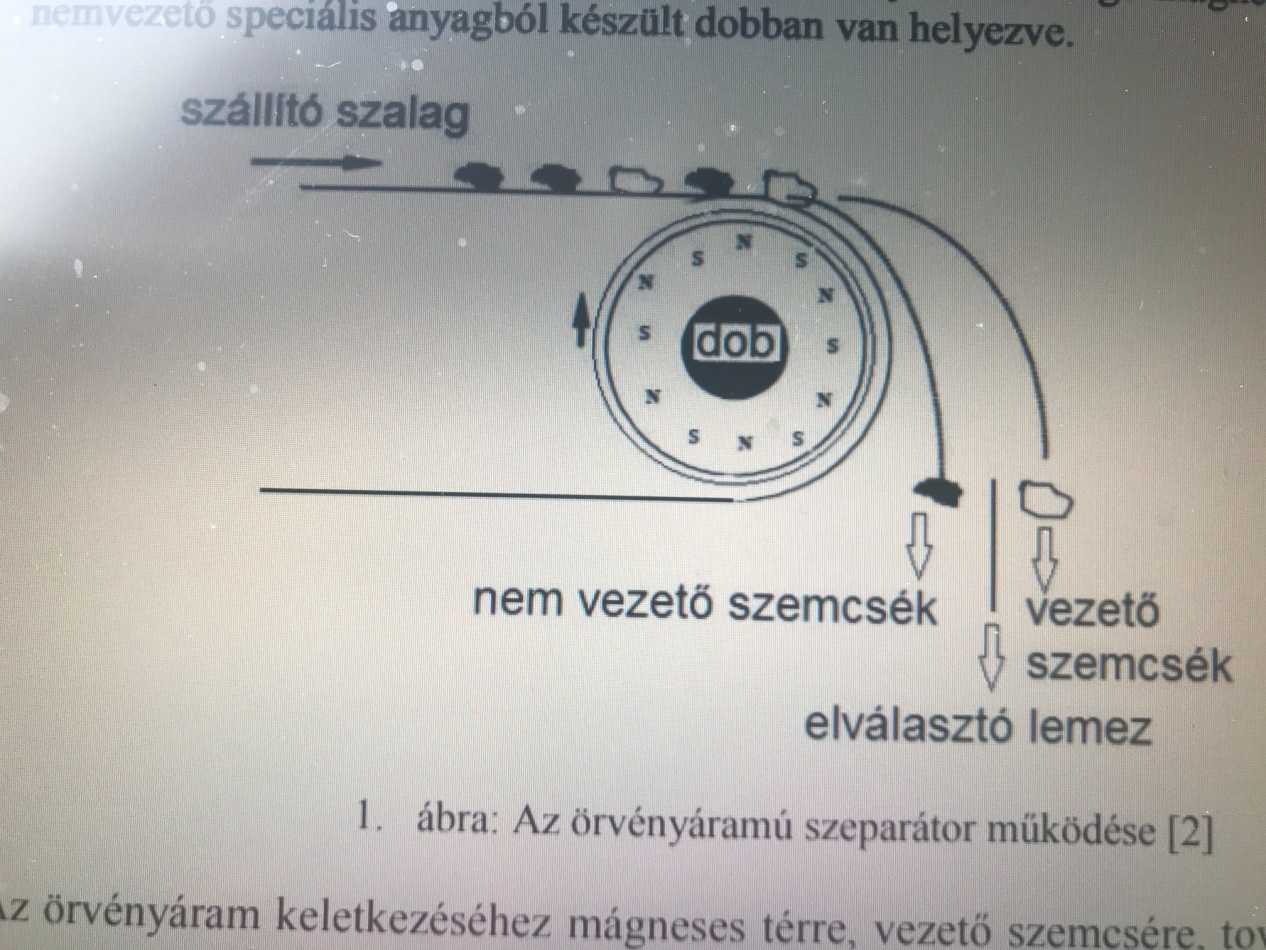 nemvezető speciális anyagból készült dobban van helyezve.
szállító szalag
N
S S
N N
dob
S S
N N
S N S
nem vezető szemcsék
vezető
szemcsék
elválasztó lemez
1. ábra: Az örvényáramú szeparátor működése [2]
Az örvényáram keletkezéséhez mágneses térre, vezető szemcsére,